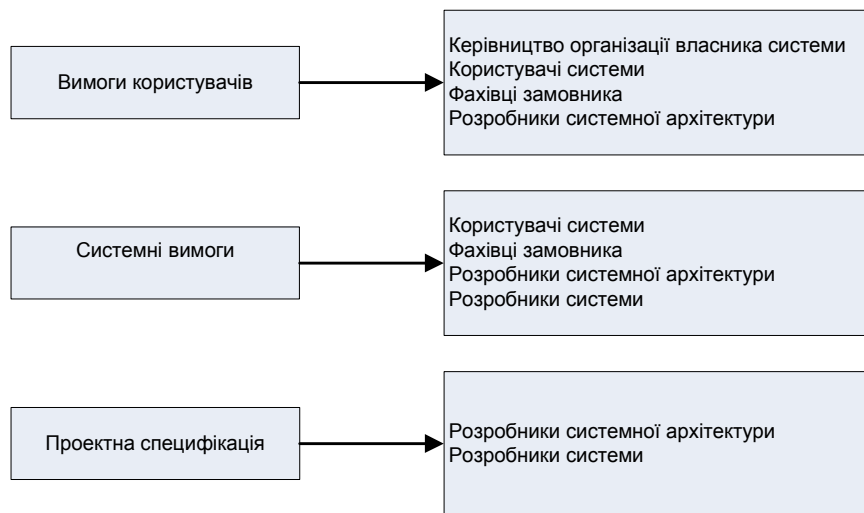 Вимоги користувачів
Керівництво організації власника системи
Користувачі системи
Фахівці замовника
Розробники системної архітектури
Системні вимоги
Користувачі системи
Фахівці замовника
Розробники системної архітектури
Розробники системи
Проектна специфікація
Розробники системної архітектури
Розробники системи